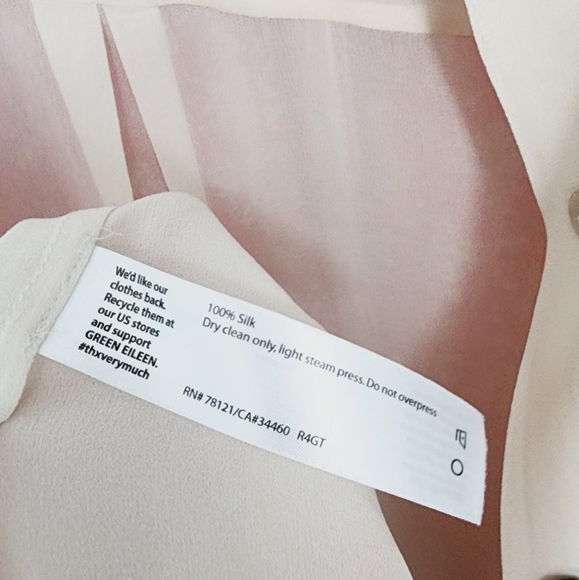 We'd like our
clothes back.
Recycle them at
our US stores
and support
GREEN EILEEN.
#thxverymuch
100% Silk
Dry clean only, light steam press. Do not overpress
RN# 78121/CA#34460 R4GT